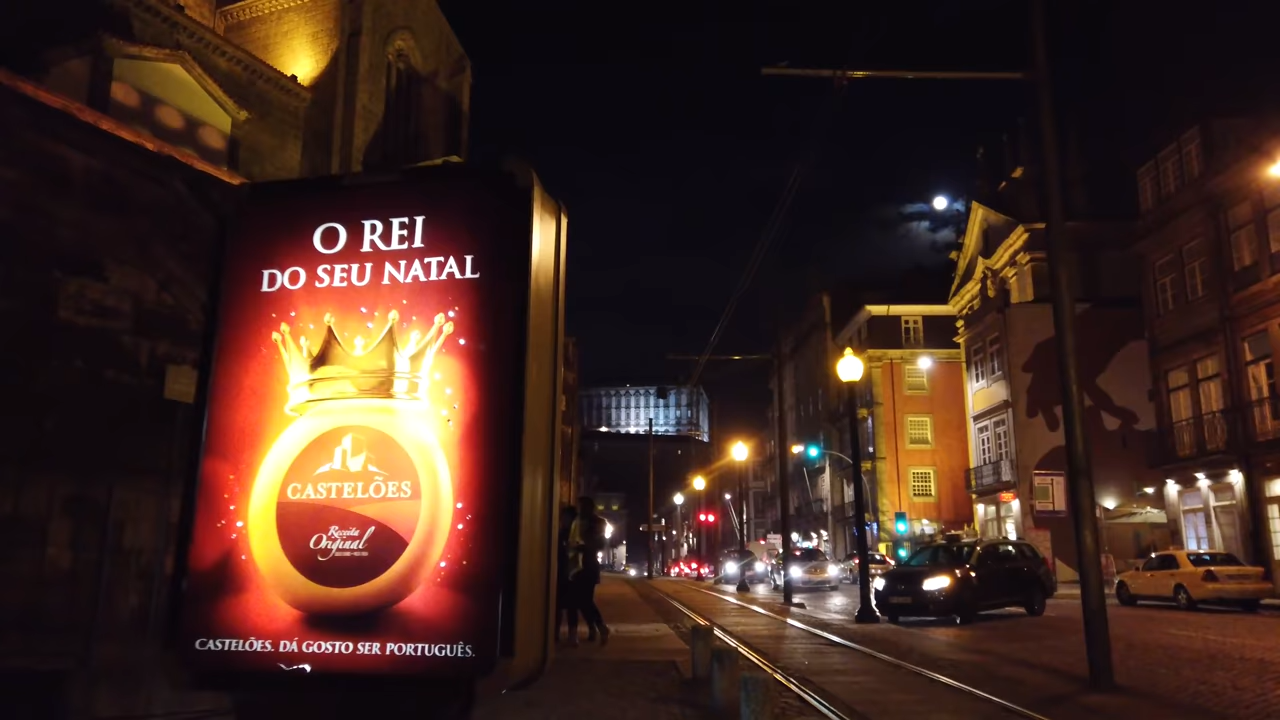 O REI
DO SEU NATAL
CASTELÕES
Receita
Original
CASTELÕES. DÁ GOSTO SER PORTUGUÊS.